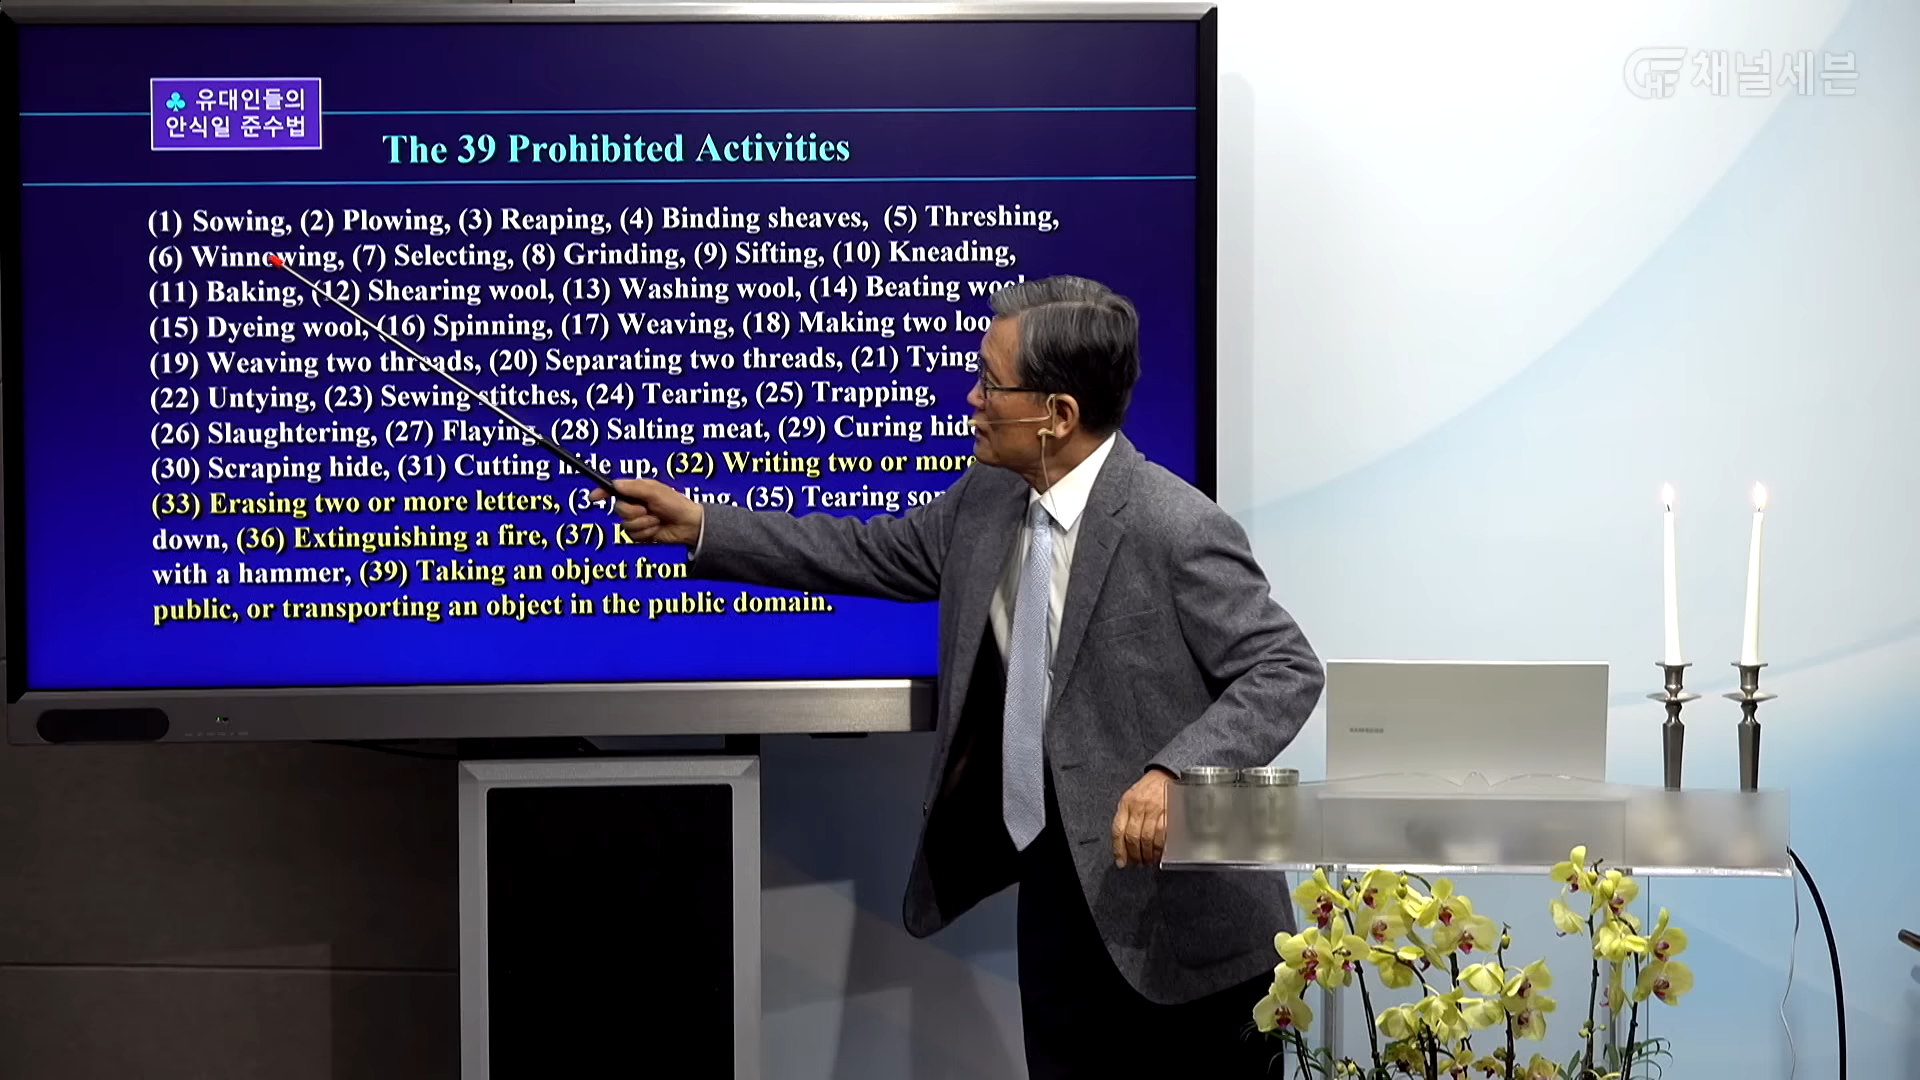 채널세븐
♣ 유대인들의
안식일 준수법
The 39 Prohibited Activities
(1) Sowing, (2) Plowing, (3) Reaping, (4) Binding sheaves, (5) Threshing,
(6) Winnowing, (7) Selecting, (8) Grinding, (9) Sifting, (10) Kneading,
(11) Baking, (12) Shearing wool, (13) Washing wool, (14) Beating
(15) Dyeing wool, (16) Spinning, (17) Weaving, (18) Making two
(19) Weaving two threads, (20) Separating two threads, (21) Tying
(22) Untying, (23) Sewing stitches, (24) Tearing, (25) Trapping,
(26) Slaughtering, (27) Flaying, (28) Salting meat, (29) Curing
(30) Scraping hide, (31) Cutting hide up, (32) Writing two or more
(33) Erasing two or more letters, (35) Tearing
down, (36) Extinguishing a fire, (37)
with a hammer, (39) Taking an object
public, or transporting an object in the public domain.
SAMSUNG